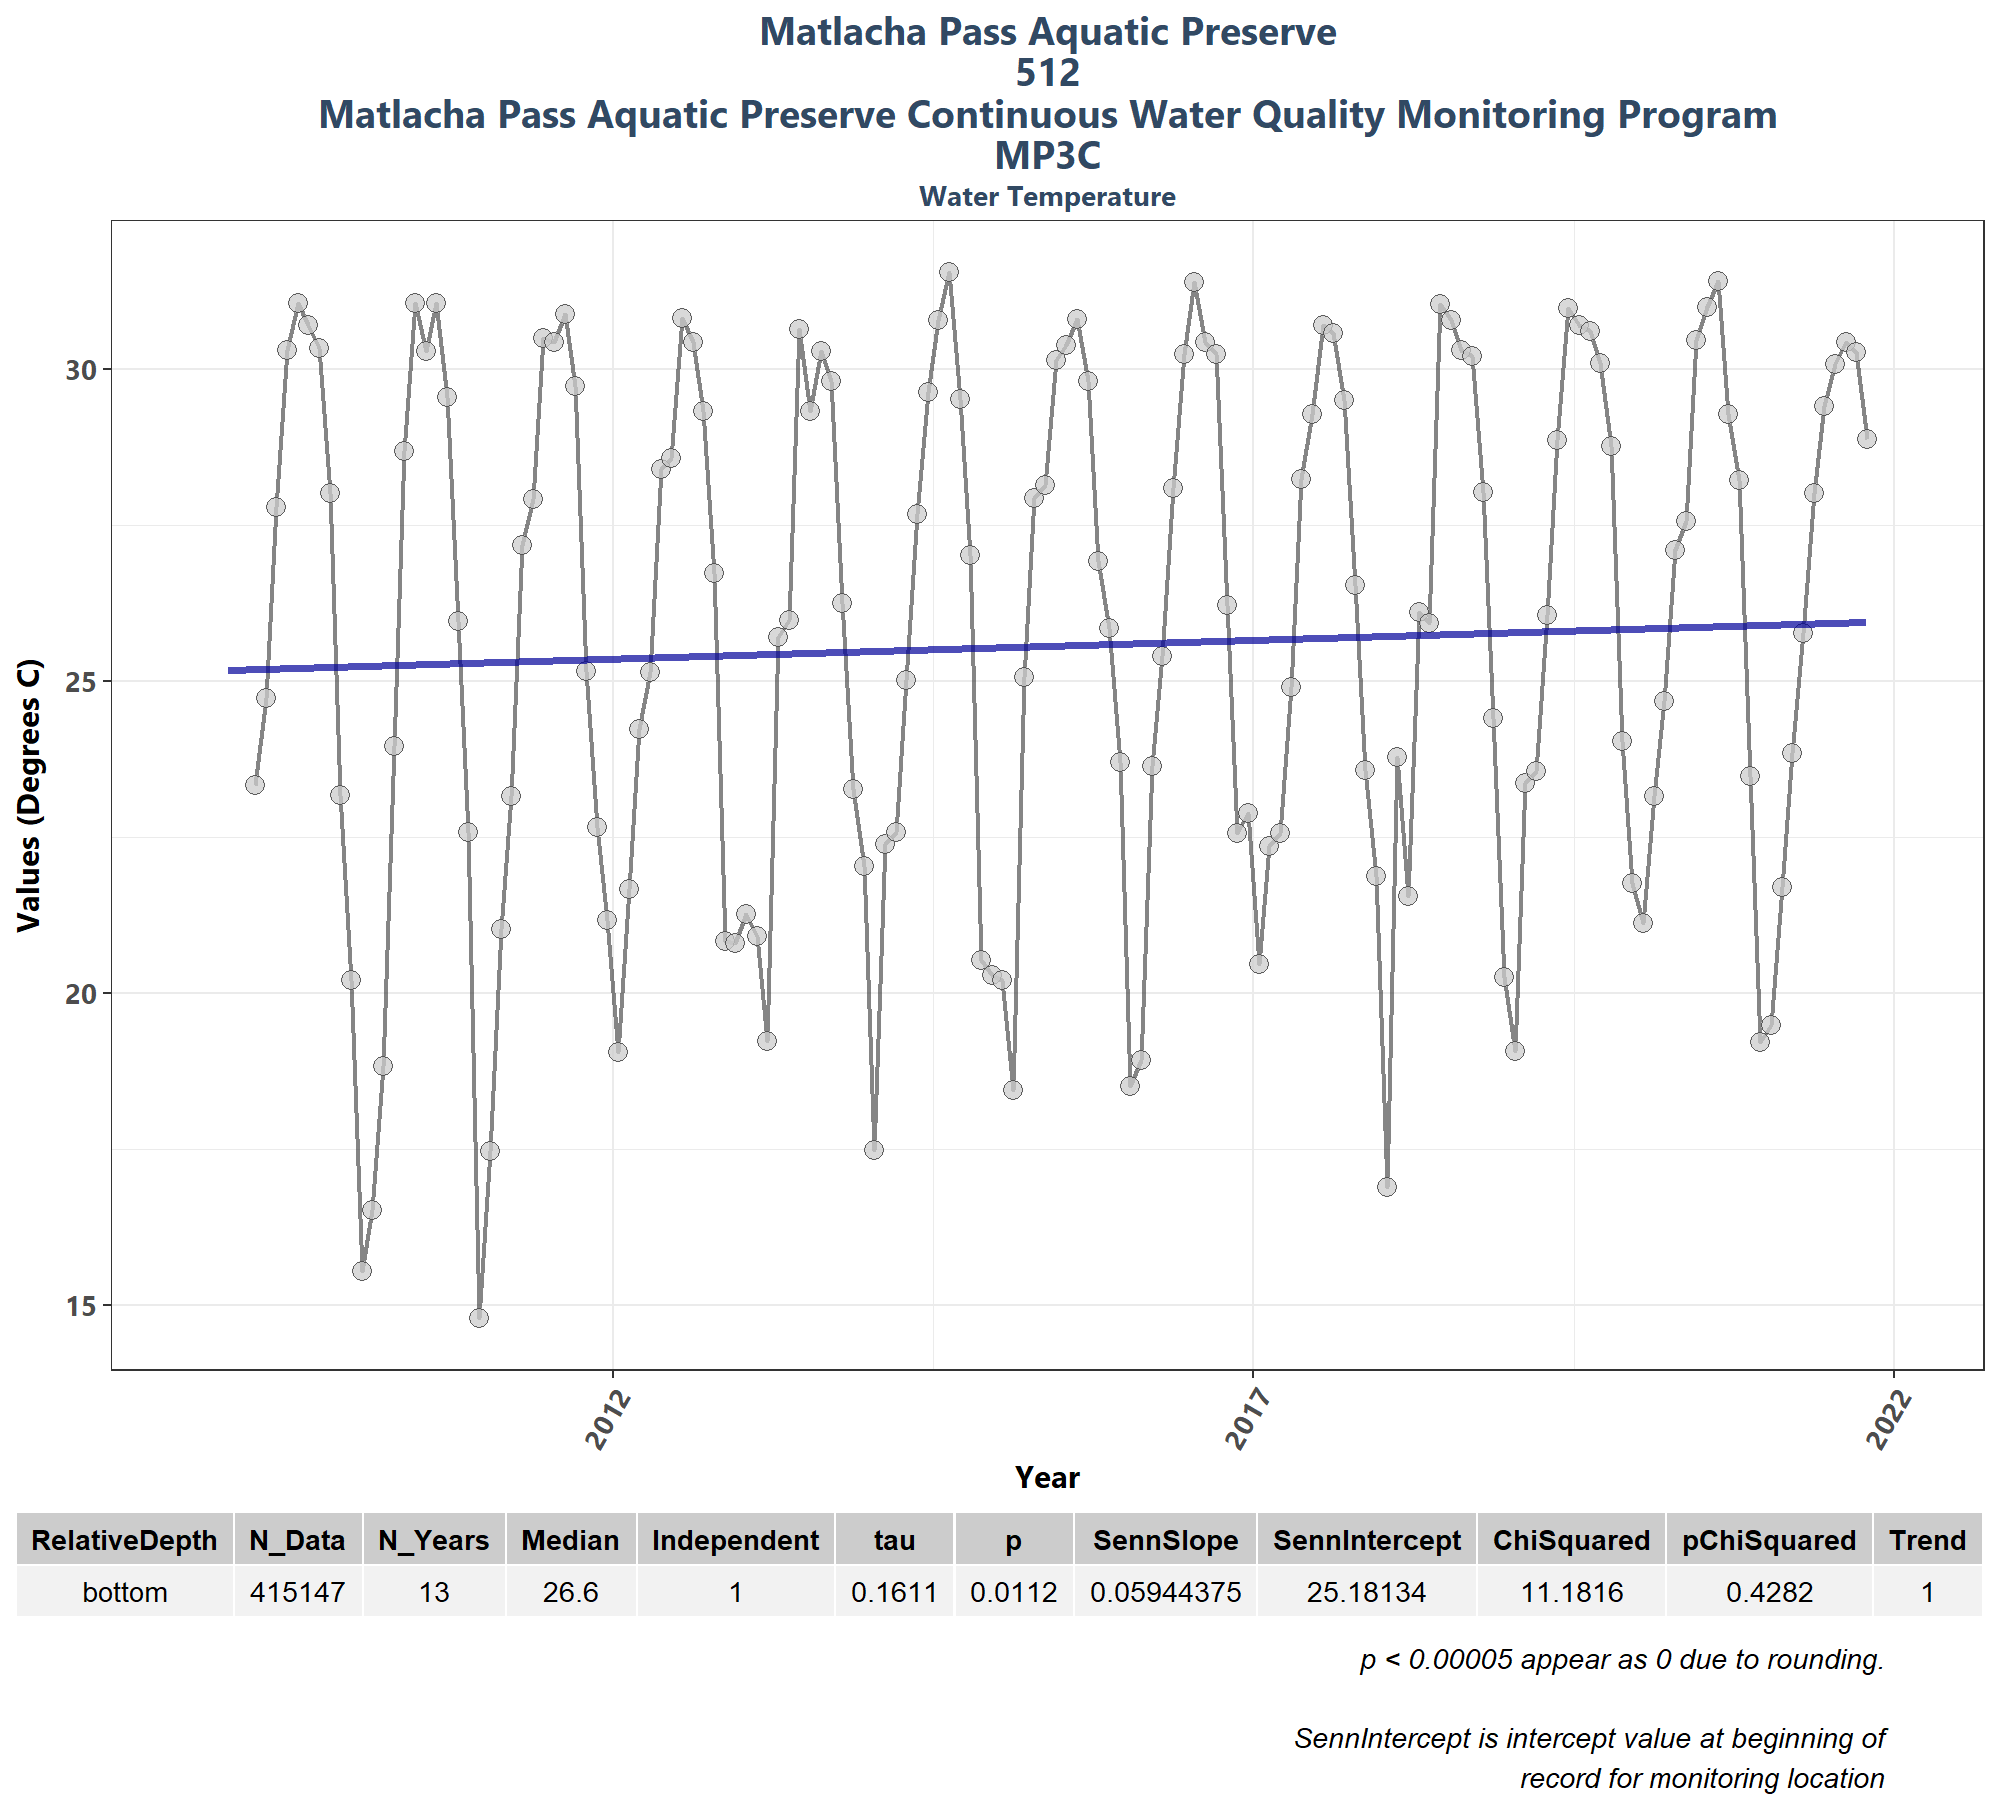 Matlacha Pass Aquatic Preserve
512
Matlacha Pass Aquatic Preserve Continuous Water Quality Monitoring Program
MP3C
Water Temperature
Values (Degrees C)
30
25
20
15
2012
2017
2022
Year
RelativeDepth N_Data N_Years Median Independent tau p SennSlope SennIntercept ChiSquared pChiSquared Trend
bottom 415147 13 26.6 1 0.1611 0.0112 0.05944375 25.18134 11.1816 0.4282 1
p < 0.00005 appear as 0 due to rounding.
SennIntercept is intercept value at beginning of
record for monitoring location